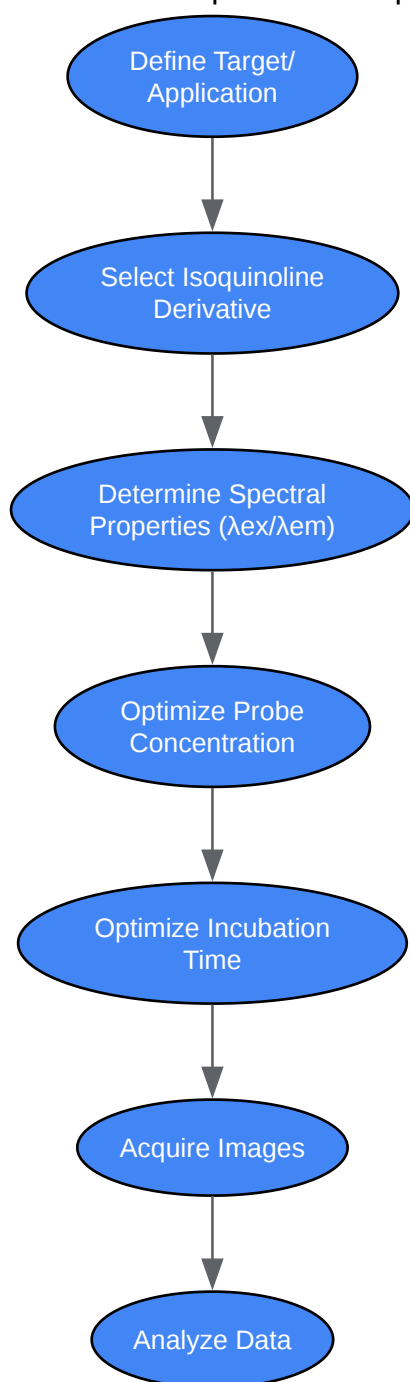 Define Target/
Application
Select Isoquinoline
Derivative
Determine Spectral
Properties (λex/λem)
Optimize Probe
Concentration
Optimize Incubation
Time
Acquire Images
Analyze Data